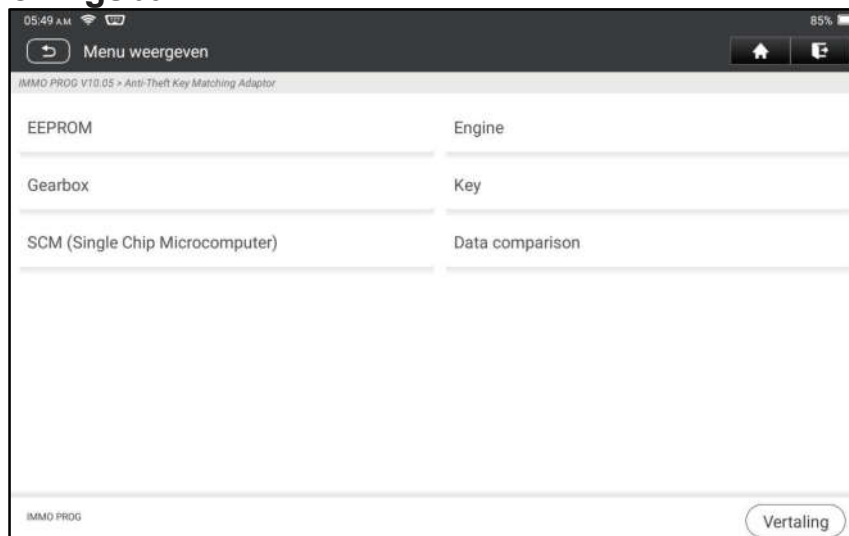 05:49 AM
85%
Menu weergeven
IMMO PROG V10.05 > Anti-Theft Key Matching Adaptor
EEPROM
Engine
Gearbox
Key
SCM (Single Chip Microcomputer)
Data comparison
IMMO PROG
Vertaling